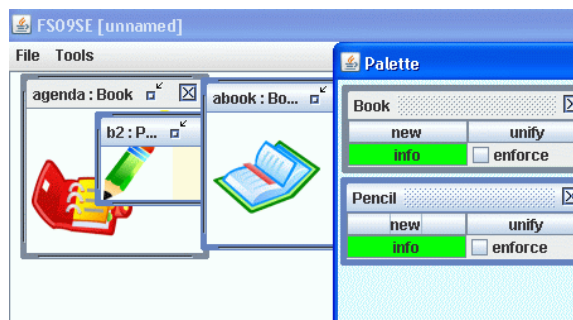 FS09SE [unnamed]
File Tools
Palette
agenda : Book
abook : Bo...
b2 : P...
Book
new unify
info enforce
Pencil
new unify
info enforce